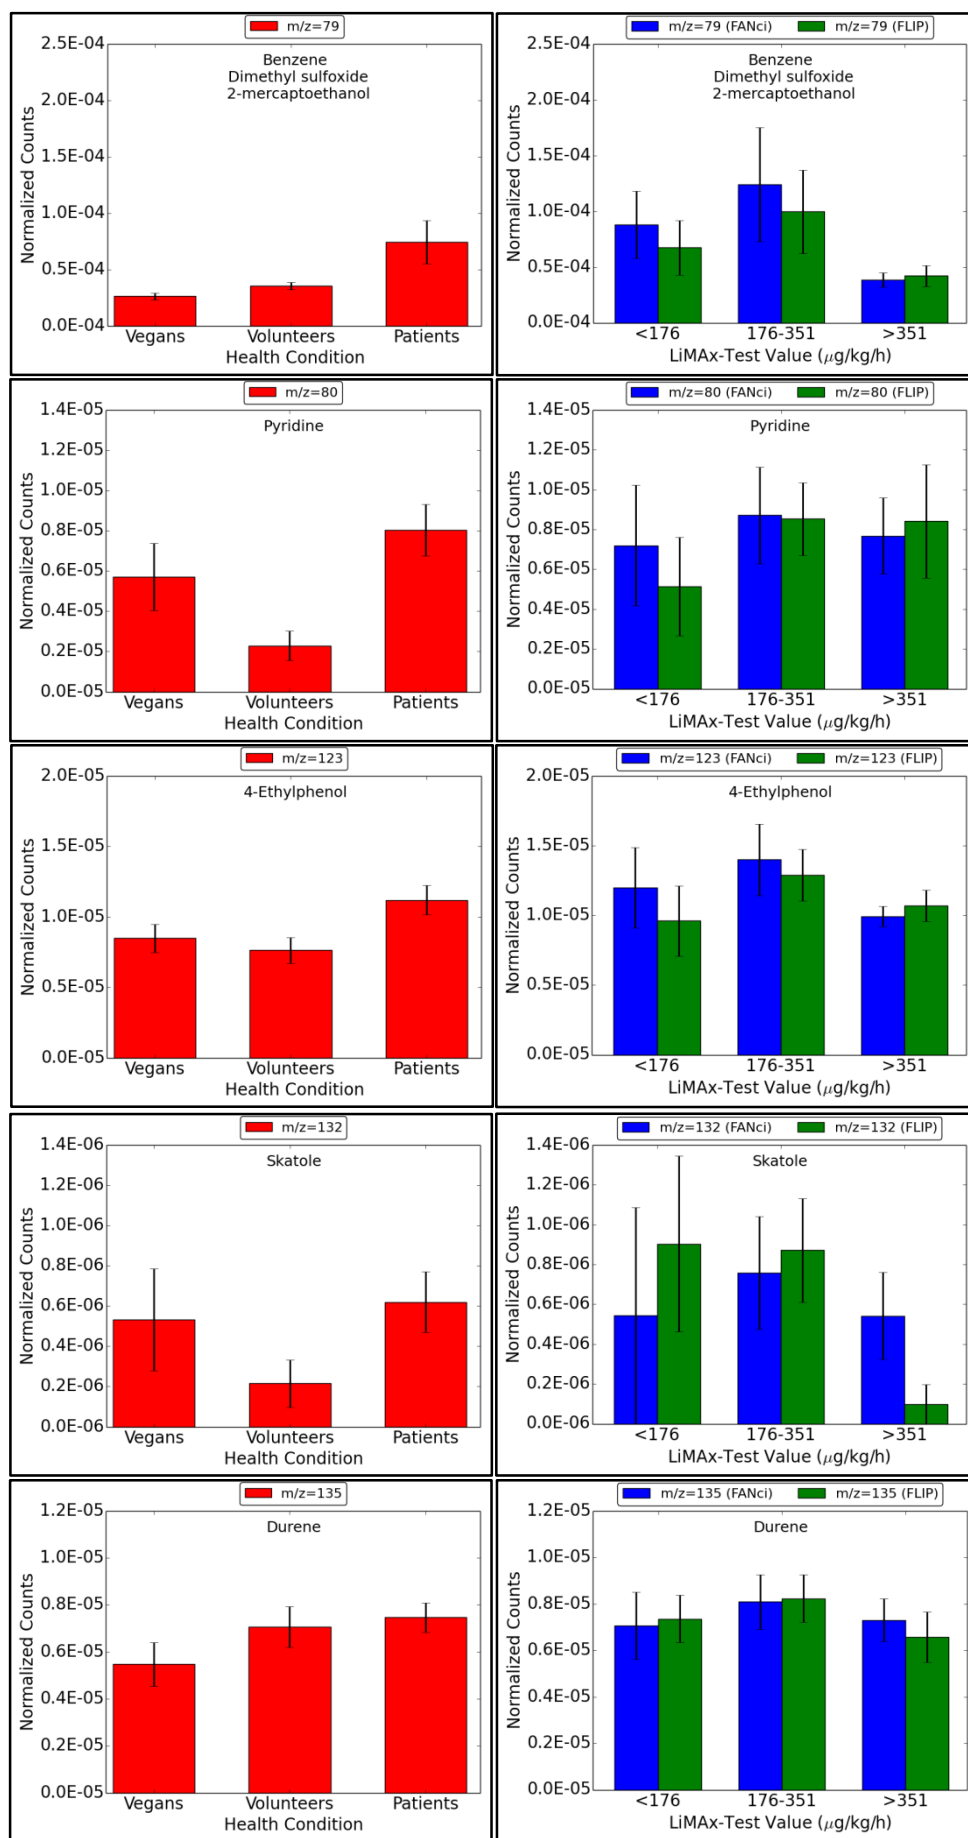 m/z=79
2.5E-04
2.0E-04
1.5E-04
1.0E-04
0.5E-04
0.0E-04
Normalized Counts
Benzene
Dimethyl sulfoxide
2-mercaptoethanol
Vegans Volunteers Patients
Health Condition
m/z=79 (FANci) m/z=79 (FLIP)
2.5E-04
2.0E-04
1.5E-04
1.0E-04
0.5E-04
0.0E-04
Normalized Counts
Benzene
Dimethyl sulfoxide
2-mercaptoethanol
<176 176-351 >351
LiMAx-Test Value (μg/kg/h)
m/z=80
1.4E-05
1.2E-05
1.0E-05
0.8E-05
0.6E-05
0.4E-05
0.2E-05
0.0E-05
Normalized Counts
Pyridine
Vegans Volunteers Patients
Health Condition
m/z=80 (FANci) m/z=80 (FLIP)
1.4E-05
1.2E-05
1.0E-05
0.8E-05
0.6E-05
0.4E-05
0.2E-05
0.0E-05
Normalized Counts
Pyridine
<176 176-351 >351
LiMAx-Test Value (μg/kg/h)
m/z=123
2.0E-05
1.5E-05
1.0E-05
0.5E-05
0.0E-05
Normalized Counts
4-Ethylphenol
Vegans Volunteers Patients
Health Condition
m/z=123 (FANci) m/z=123 (FLIP)
2.0E-05
1.5E-05
1.0E-05
0.5E-05
0.0E-05
Normalized Counts
4-Ethylphenol
<176 176-351 >351
LiMAx-Test Value (μg/kg/h)
m/z=132
1.4E-06
1.2E-06
1.0E-06
0.8E-06
0.6E-06
0.4E-06
0.2E-06
0.0E-06
Normalized Counts
Skatole
Vegans Volunteers Patients
Health Condition
m/z=132 (FANci) m/z=132 (FLIP)
1.4E-06
1.2E-06
1.0E-06
0.8E-06
0.6E-06
0.4E-06
0.2E-06
0.0E-06
Normalized Counts
Skatole
<176 176-351 >351
LiMAx-Test Value (μg/kg/h)
m/z=135
1.2E-05
1.0E-05
0.8E-05
0.6E-05
0.4E-05
0.2E-05
0.0E-05
Normalized Counts
Durene
Vegans Volunteers Patients
Health Condition
m/z=135 (FANci) m/z=135 (FLIP)
1.2E-05
1.0E-05
0.8E-05
0.6E-05
0.4E-05
0.2E-05
0.0E-05
Normalized Counts
Durene
<176 176-351 >351
LiMAx-Test Value (μg/kg/h)